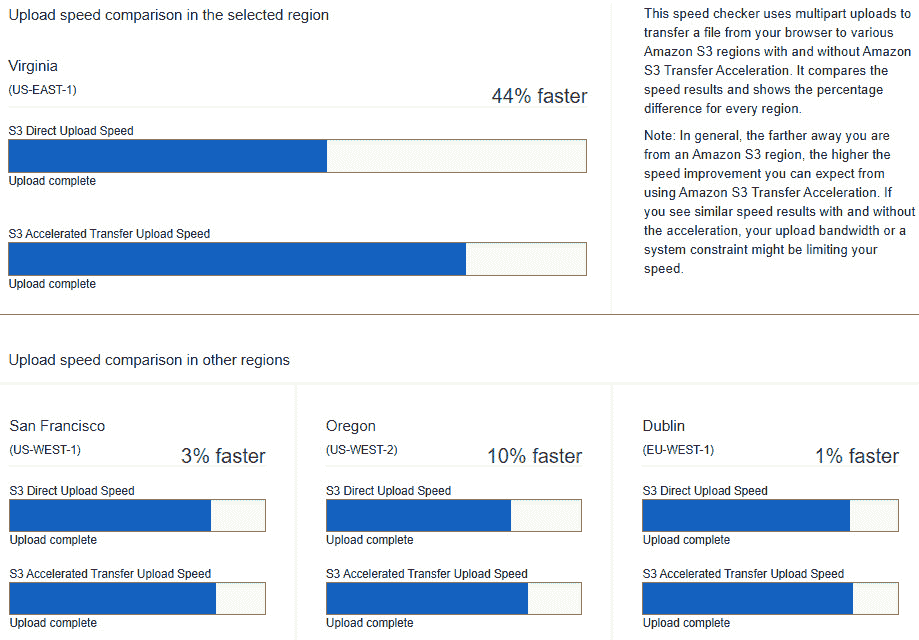 Upload speed comparison in the selected region
Virginia
(US-EAST-1)
44% faster
S3 Direct Upload Speed
Upload complete
S3 Accelerated Transfer Upload Speed
Upload complete
This speed checker uses multipart uploads to
transfer a file from your browser to various
Amazon S3 regions with and without Amazon
S3 Transfer Acceleration. It compares the
speed results and shows the percentage
difference for every region.
Note: In general, the farther away you are
from an Amazon S3 region, the higher the
speed improvement you can expect from
using Amazon S3 Transfer Acceleration. If
you see similar speed results with and without
the acceleration, your upload bandwidth or a
system constraint might be limiting your
speed.
Upload speed comparison in other regions
San Francisco
(US-WEST-1)
3% faster
S3 Direct Upload Speed
Upload complete
S3 Accelerated Transfer Upload Speed
Upload complete
Oregon
(US-WEST-2)
10% faster
S3 Direct Upload Speed
Upload complete
S3 Accelerated Transfer Upload Speed
Upload complete
Dublin
(EU-WEST-1)
1% faster
S3 Direct Upload Speed
Upload complete
S3 Accelerated Transfer Upload Speed
Upload complete